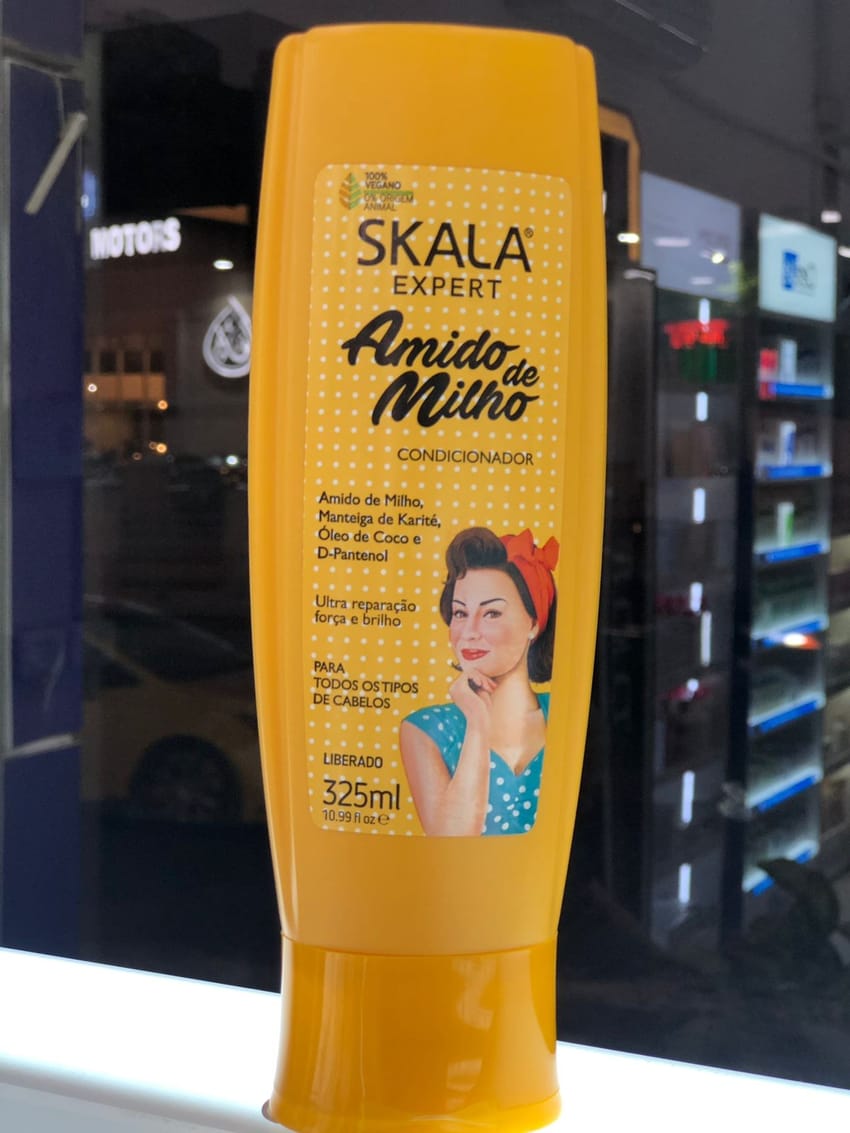 100%
VEGANO
0% ORIGEM
ANIMAL
SKALA®
EXPERT
Amido de
Milho
CONDICIONADOR
Amido de Milho,
Manteiga de Karité,
Óleo de Coco e
D-Pantenol
Ultra reparação
força e brilho
PARA
TODOS OS TIPOS
DE CABELOS
LIBERADO
325ml
10.99 fl oz ℮
MOTORS